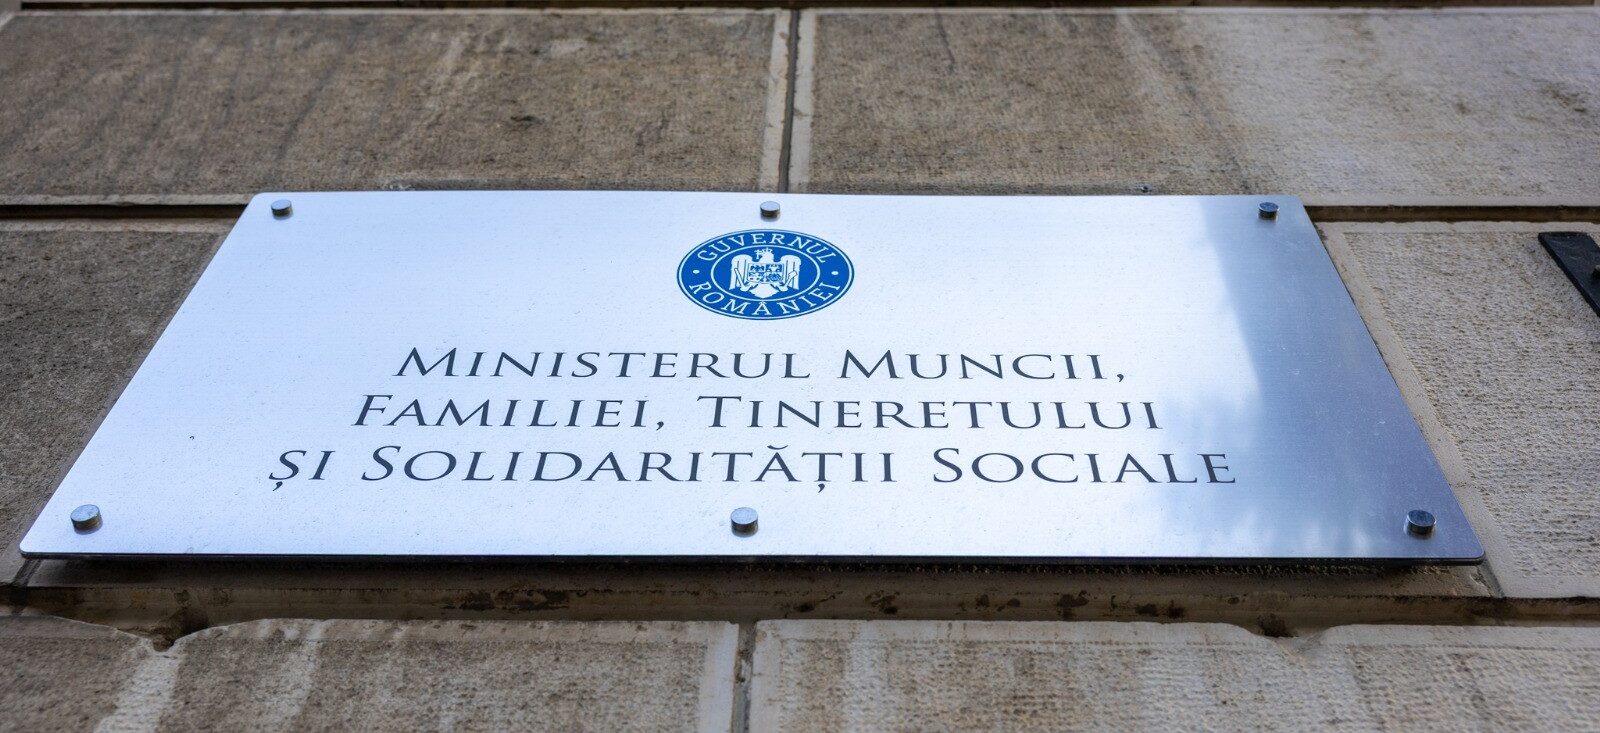 GUVERNUL
ROMÂNIEI
MINISTERUL MUNCII,
FAMILIEI, TINERETULUI
ȘI SOLIDARITĂȚII SOCIALE